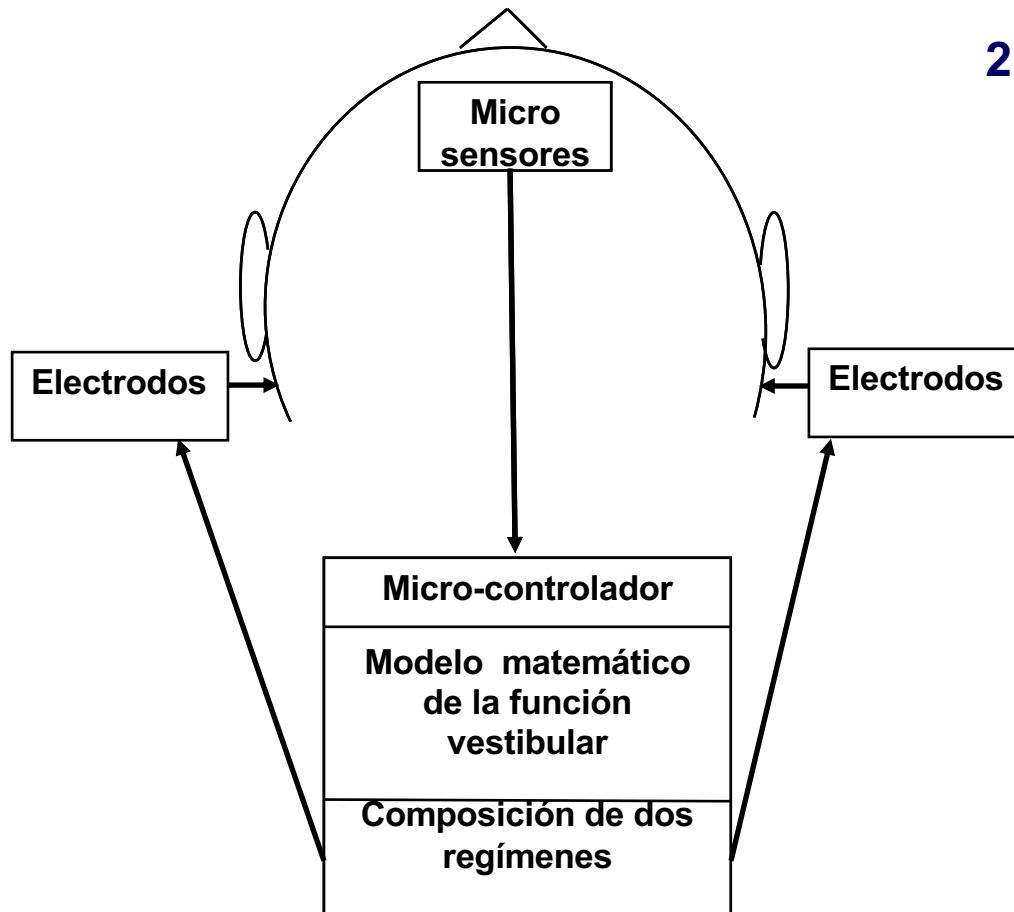 2
Micro
sensores
Electrodos
Electrodos
Micro-controlador
Modelo matemático
de la función
vestibular
Composición de dos
regímenes